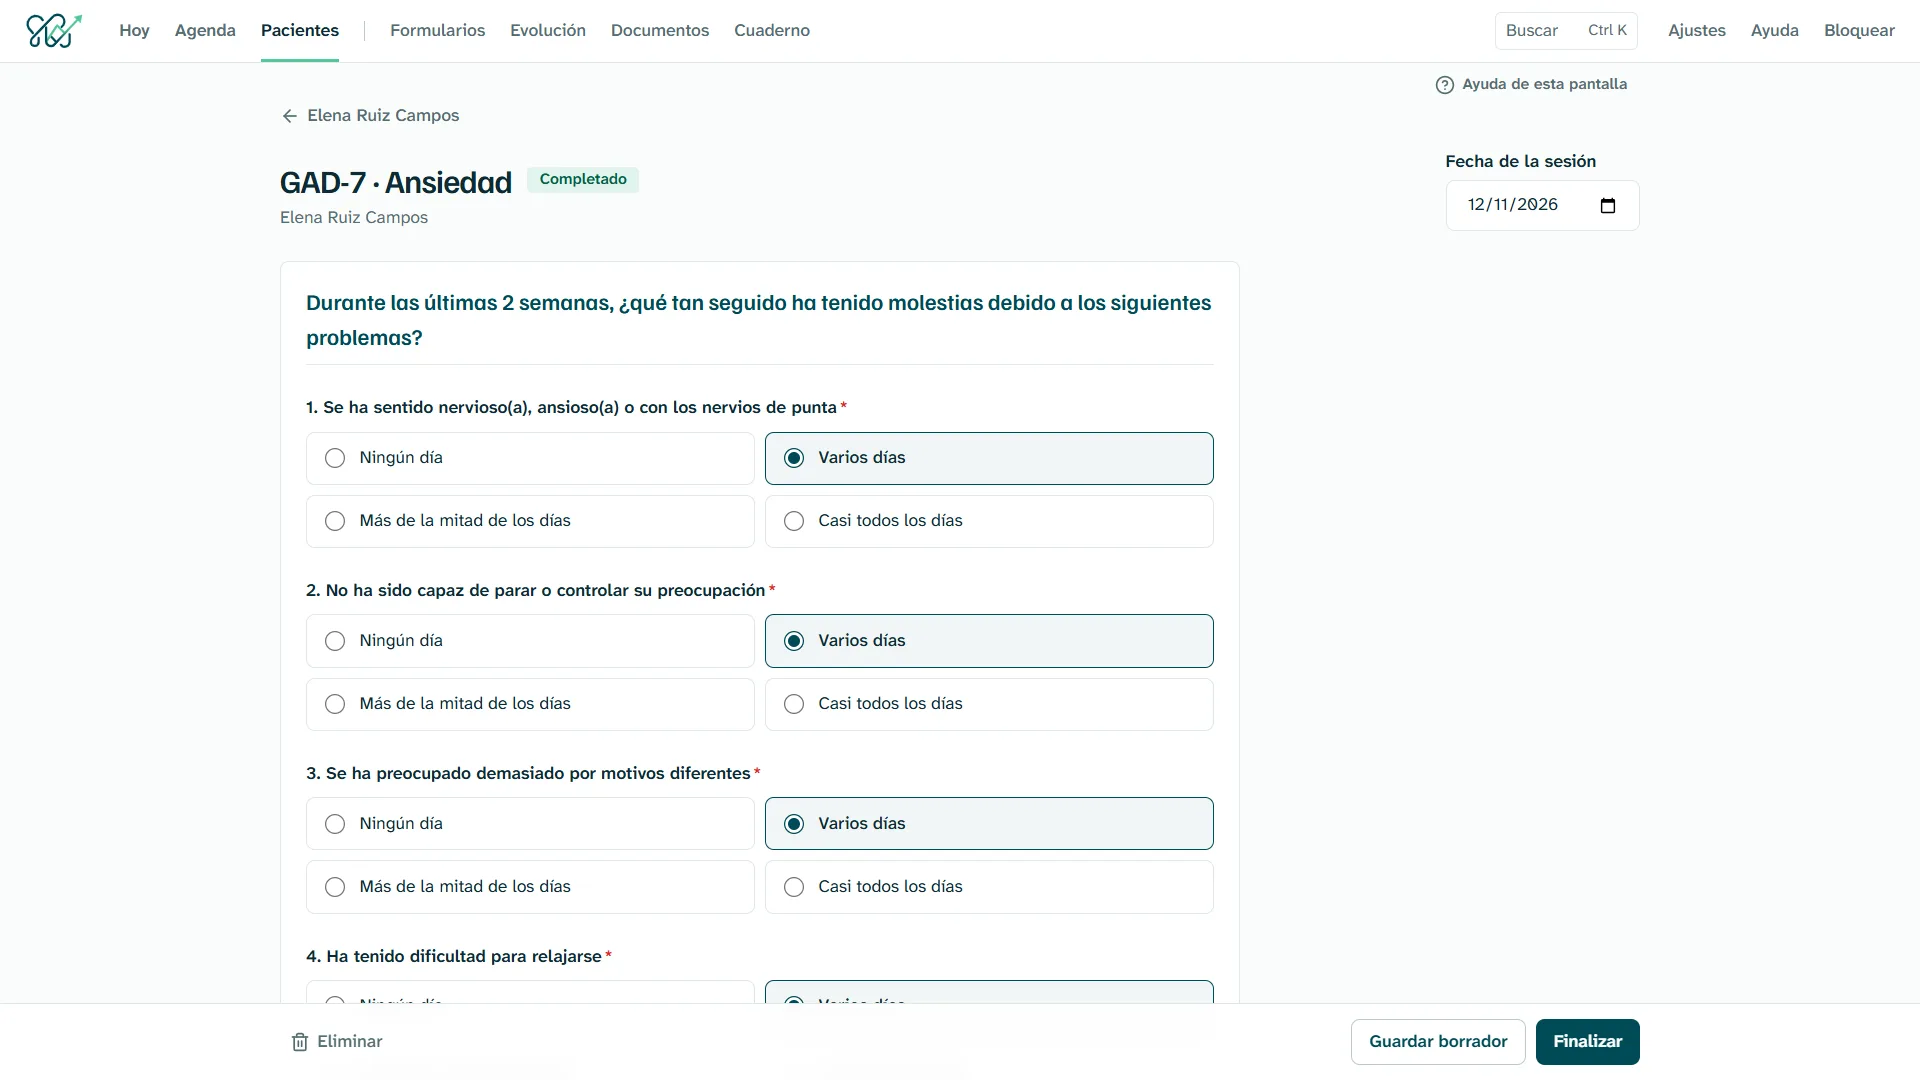 Hoy
Agenda
Pacientes
Formularios
Evolución
Documentos
Cuaderno
Buscar
Ctrl K
Ajustes
Ayuda
Bloquear
Ayuda de esta pantalla
Elena Ruiz Campos
GAD-7 · Ansiedad
Completado
Elena Ruiz Campos
Fecha de la sesión
12/11/2026
Durante las últimas 2 semanas, ¿qué tan seguido ha tenido molestias debido a los siguientes
problemas?
1. Se ha sentido nervioso(a), ansioso(a) o con los nervios de punta *
Ningún día
Varios días
Más de la mitad de los días
Casi todos los días
2. No ha sido capaz de parar o controlar su preocupación *
Ningún día
Varios días
Más de la mitad de los días
Casi todos los días
3. Se ha preocupado demasiado por motivos diferentes *
Ningún día
Varios días
Más de la mitad de los días
Casi todos los días
4. Ha tenido dificultad para relajarse *
Ningún día
Varios días
Eliminar
Guardar borrador
Finalizar